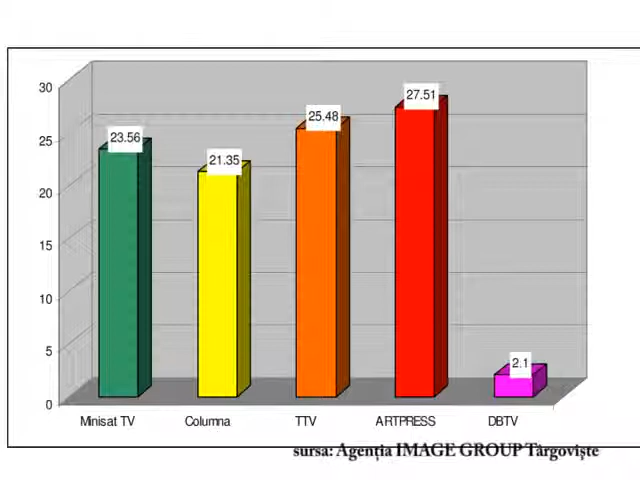 30
25
20
15
10
5
0
23.56
21.35
25.48
27.51
2.1
Minisat TV
Columna
TTV
ARTPRESS
DBTV
sursa: Agenția IMAGE GROUP Târgoviște